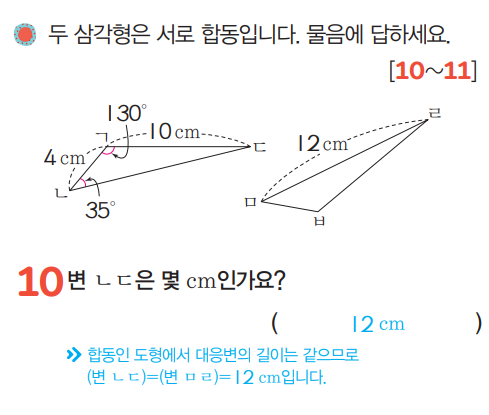 두 삼각형은 서로 합동입니다. 물음에 답하세요.
[10~11]
130°
ㄱ
10 cm
ㄷ
4 cm
ㄴ
35°
ㄹ
12 cm
ㅁ
ㅂ
10 변 ㄴㄷ은 몇 cm인가요?
( 12 cm )
합동인 도형에서 대응변의 길이는 같으므로
(변 ㄴㄷ)=(변 ㅁㄹ)=12 cm입니다.